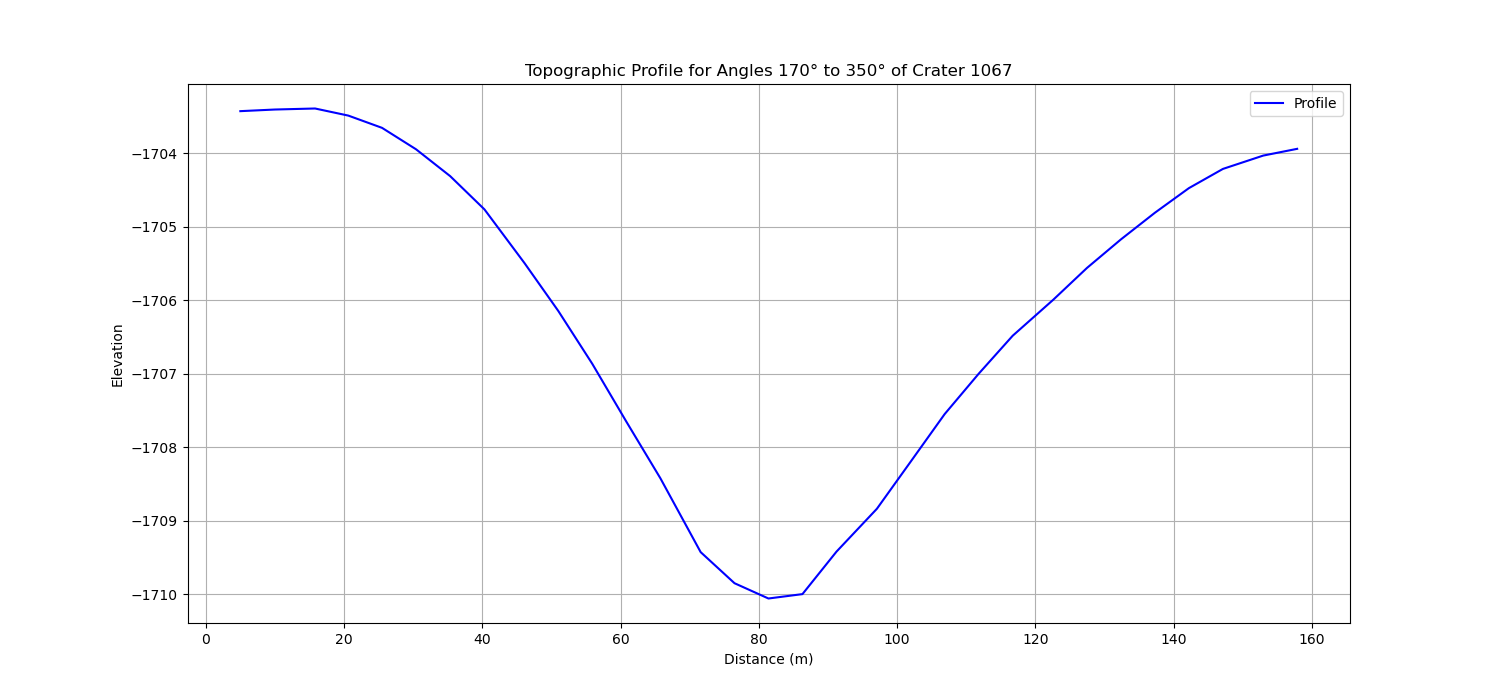 Topographic Profile for Angles 170° to 350° of Crater 1067
Profile
−1704
−1705
−1706
−1707
−1708
−1709
−1710
Elevation
0 20 40 60 80 100 120 140 160
Distance (m)